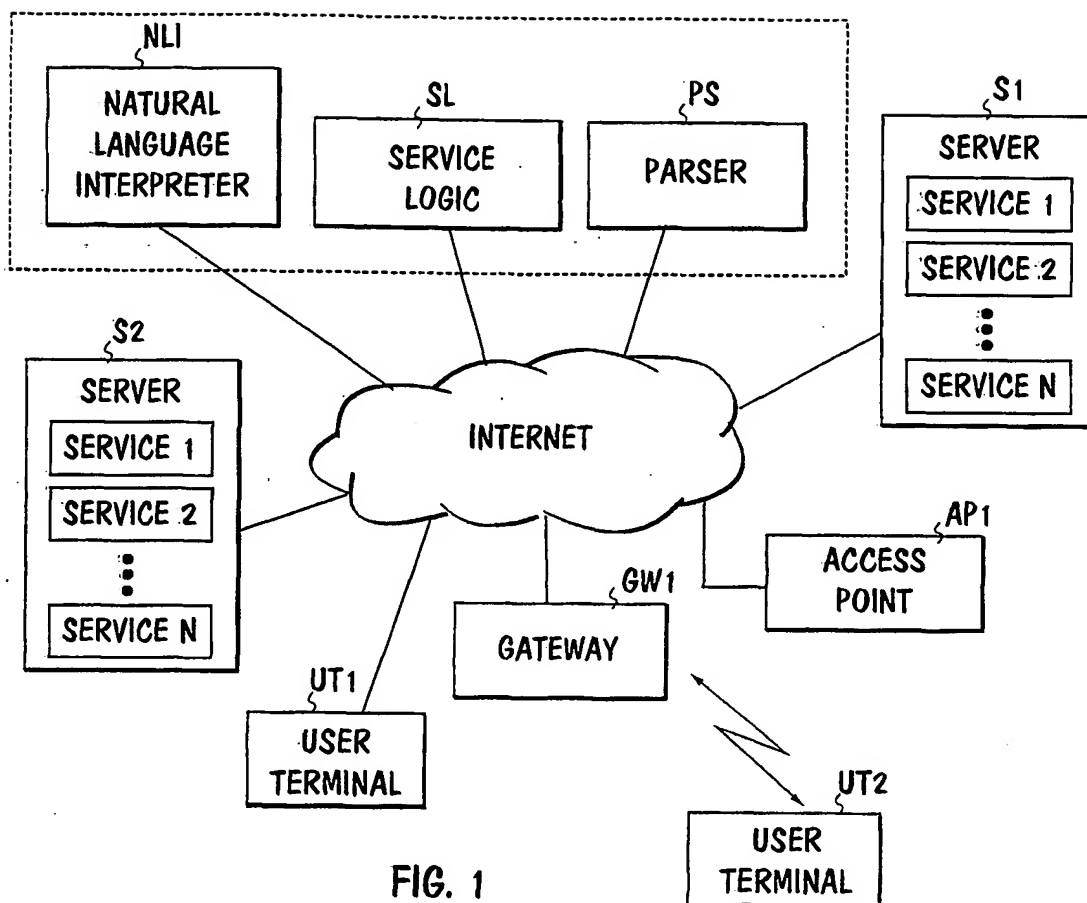 NLI
NATURAL
LANGUAGE
INTERPRETER
SL
SERVICE
LOGIC
PS
PARSER
S1
SERVER
SERVICE 1
SERVICE 2
SERVICE N
S2
SERVER
SERVICE 1
SERVICE 2
SERVICE N
INTERNET
AP1
ACCESS
POINT
GW1
GATEWAY
UT1
USER
TERMINAL
UT2
USER
TERMINAL
FIG. 1